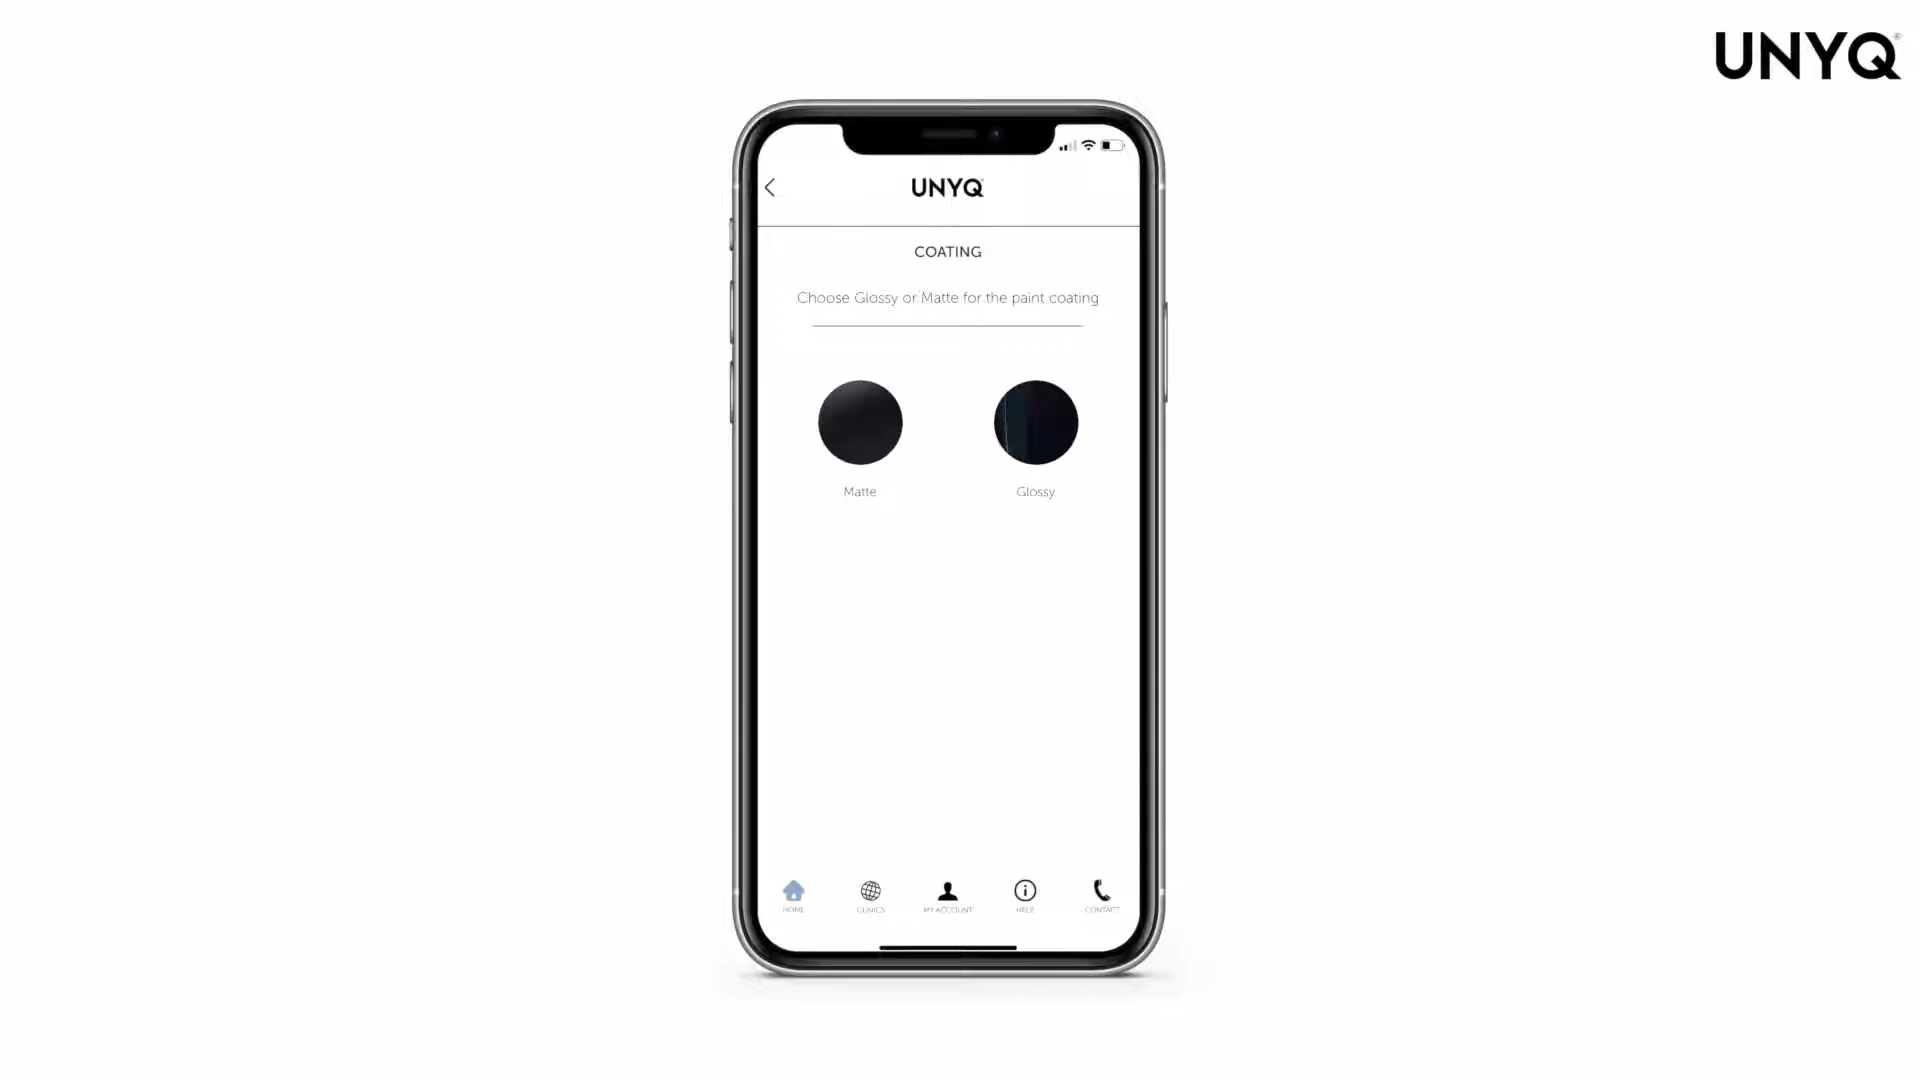 UNYQ®
UNYQ
COATING
Choose Glossy or Matte for the paint coating
Matte
Glossy
HOME
CLINICS
MY ACCOUNT
HELP
CONTACT